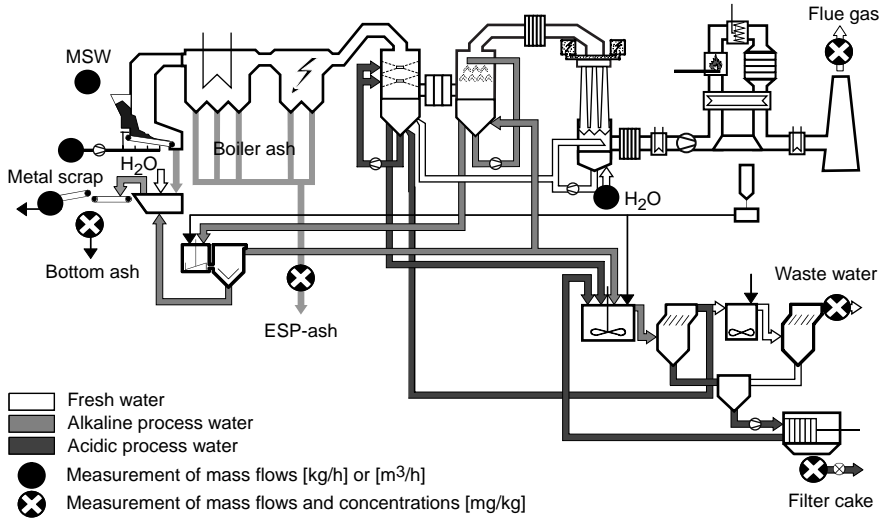 Flue gas
MSW
Boiler ash
H2O
Metal scrap
H2O
Bottom ash
ESP-ash
Waste water
Fresh water
Alkaline process water
Acidic process water
Measurement of mass flows [kg/h] or [m³/h]
Measurement of mass flows and concentrations [mg/kg]
Filter cake